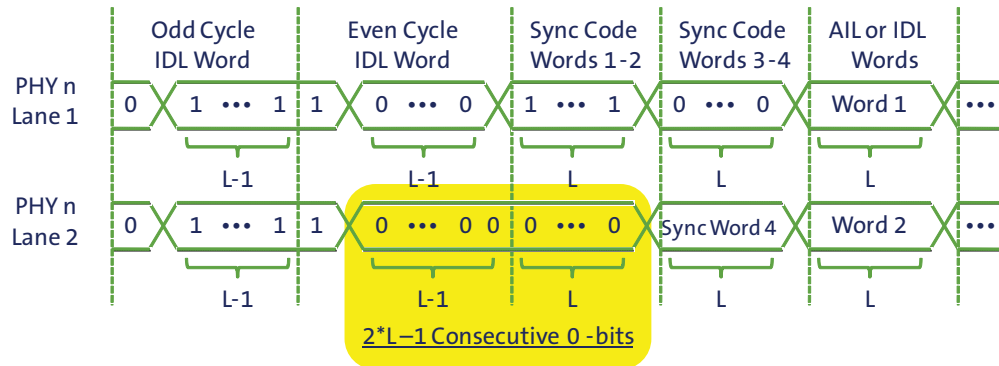 Odd Cycle Even Cycle Sync Code Sync Code AIL or IDL
IDL Word IDL Word Words 1-2 Words 3-4 Words
PHY n
Lane 1
0 1 ••• 1 1 0 ••• 0 1 ••• 1 0 ••• 0 Word 1 •••
L-1 L-1 L L L
PHY n
Lane 2
0 1 ••• 1 1 0 ••• 0 0 0 ••• 0 Sync Word 4 Word 2 •••
L-1 L-1 L L L
2*L–1 Consecutive 0 -bits